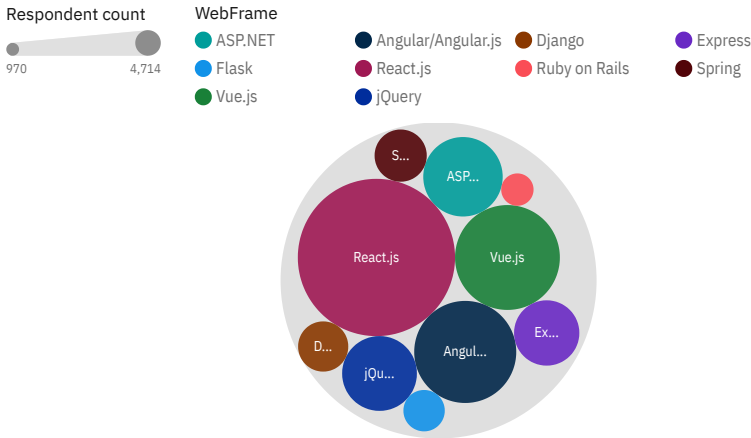 Respondent count
970 4,714
WebFrame
ASP.NET Angular/Angular.js Django Express
Flask React.js Ruby on Rails Spring
Vue.js jQuery
S... ASP...
React.js Vue.js
D... jQu... Angul... Ex...